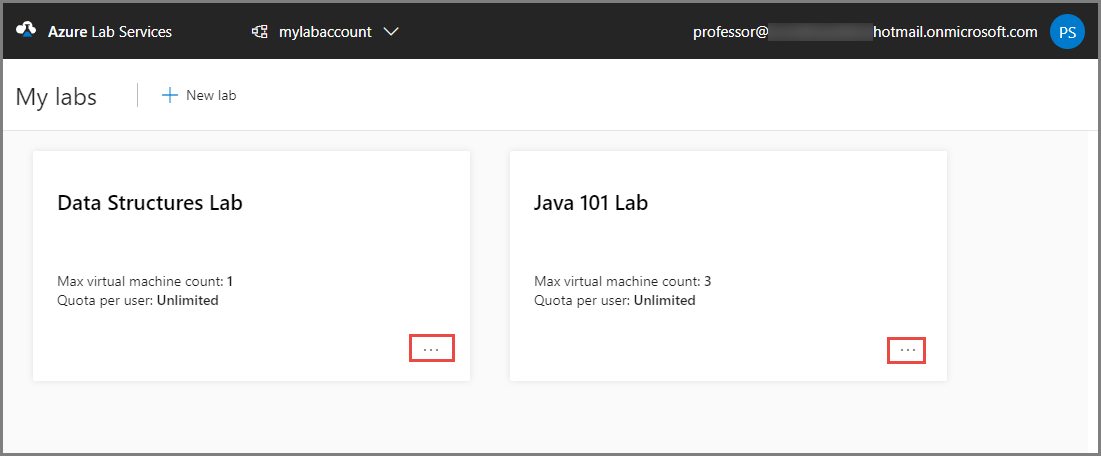 Azure Lab Services mylabaccount professor@ hotmail.onmicrosoft.com PS
My labs + New lab
Data Structures Lab
Max virtual machine count: 1
Quota per user: Unlimited
...
Java 101 Lab
Max virtual machine count: 3
Quota per user: Unlimited
...